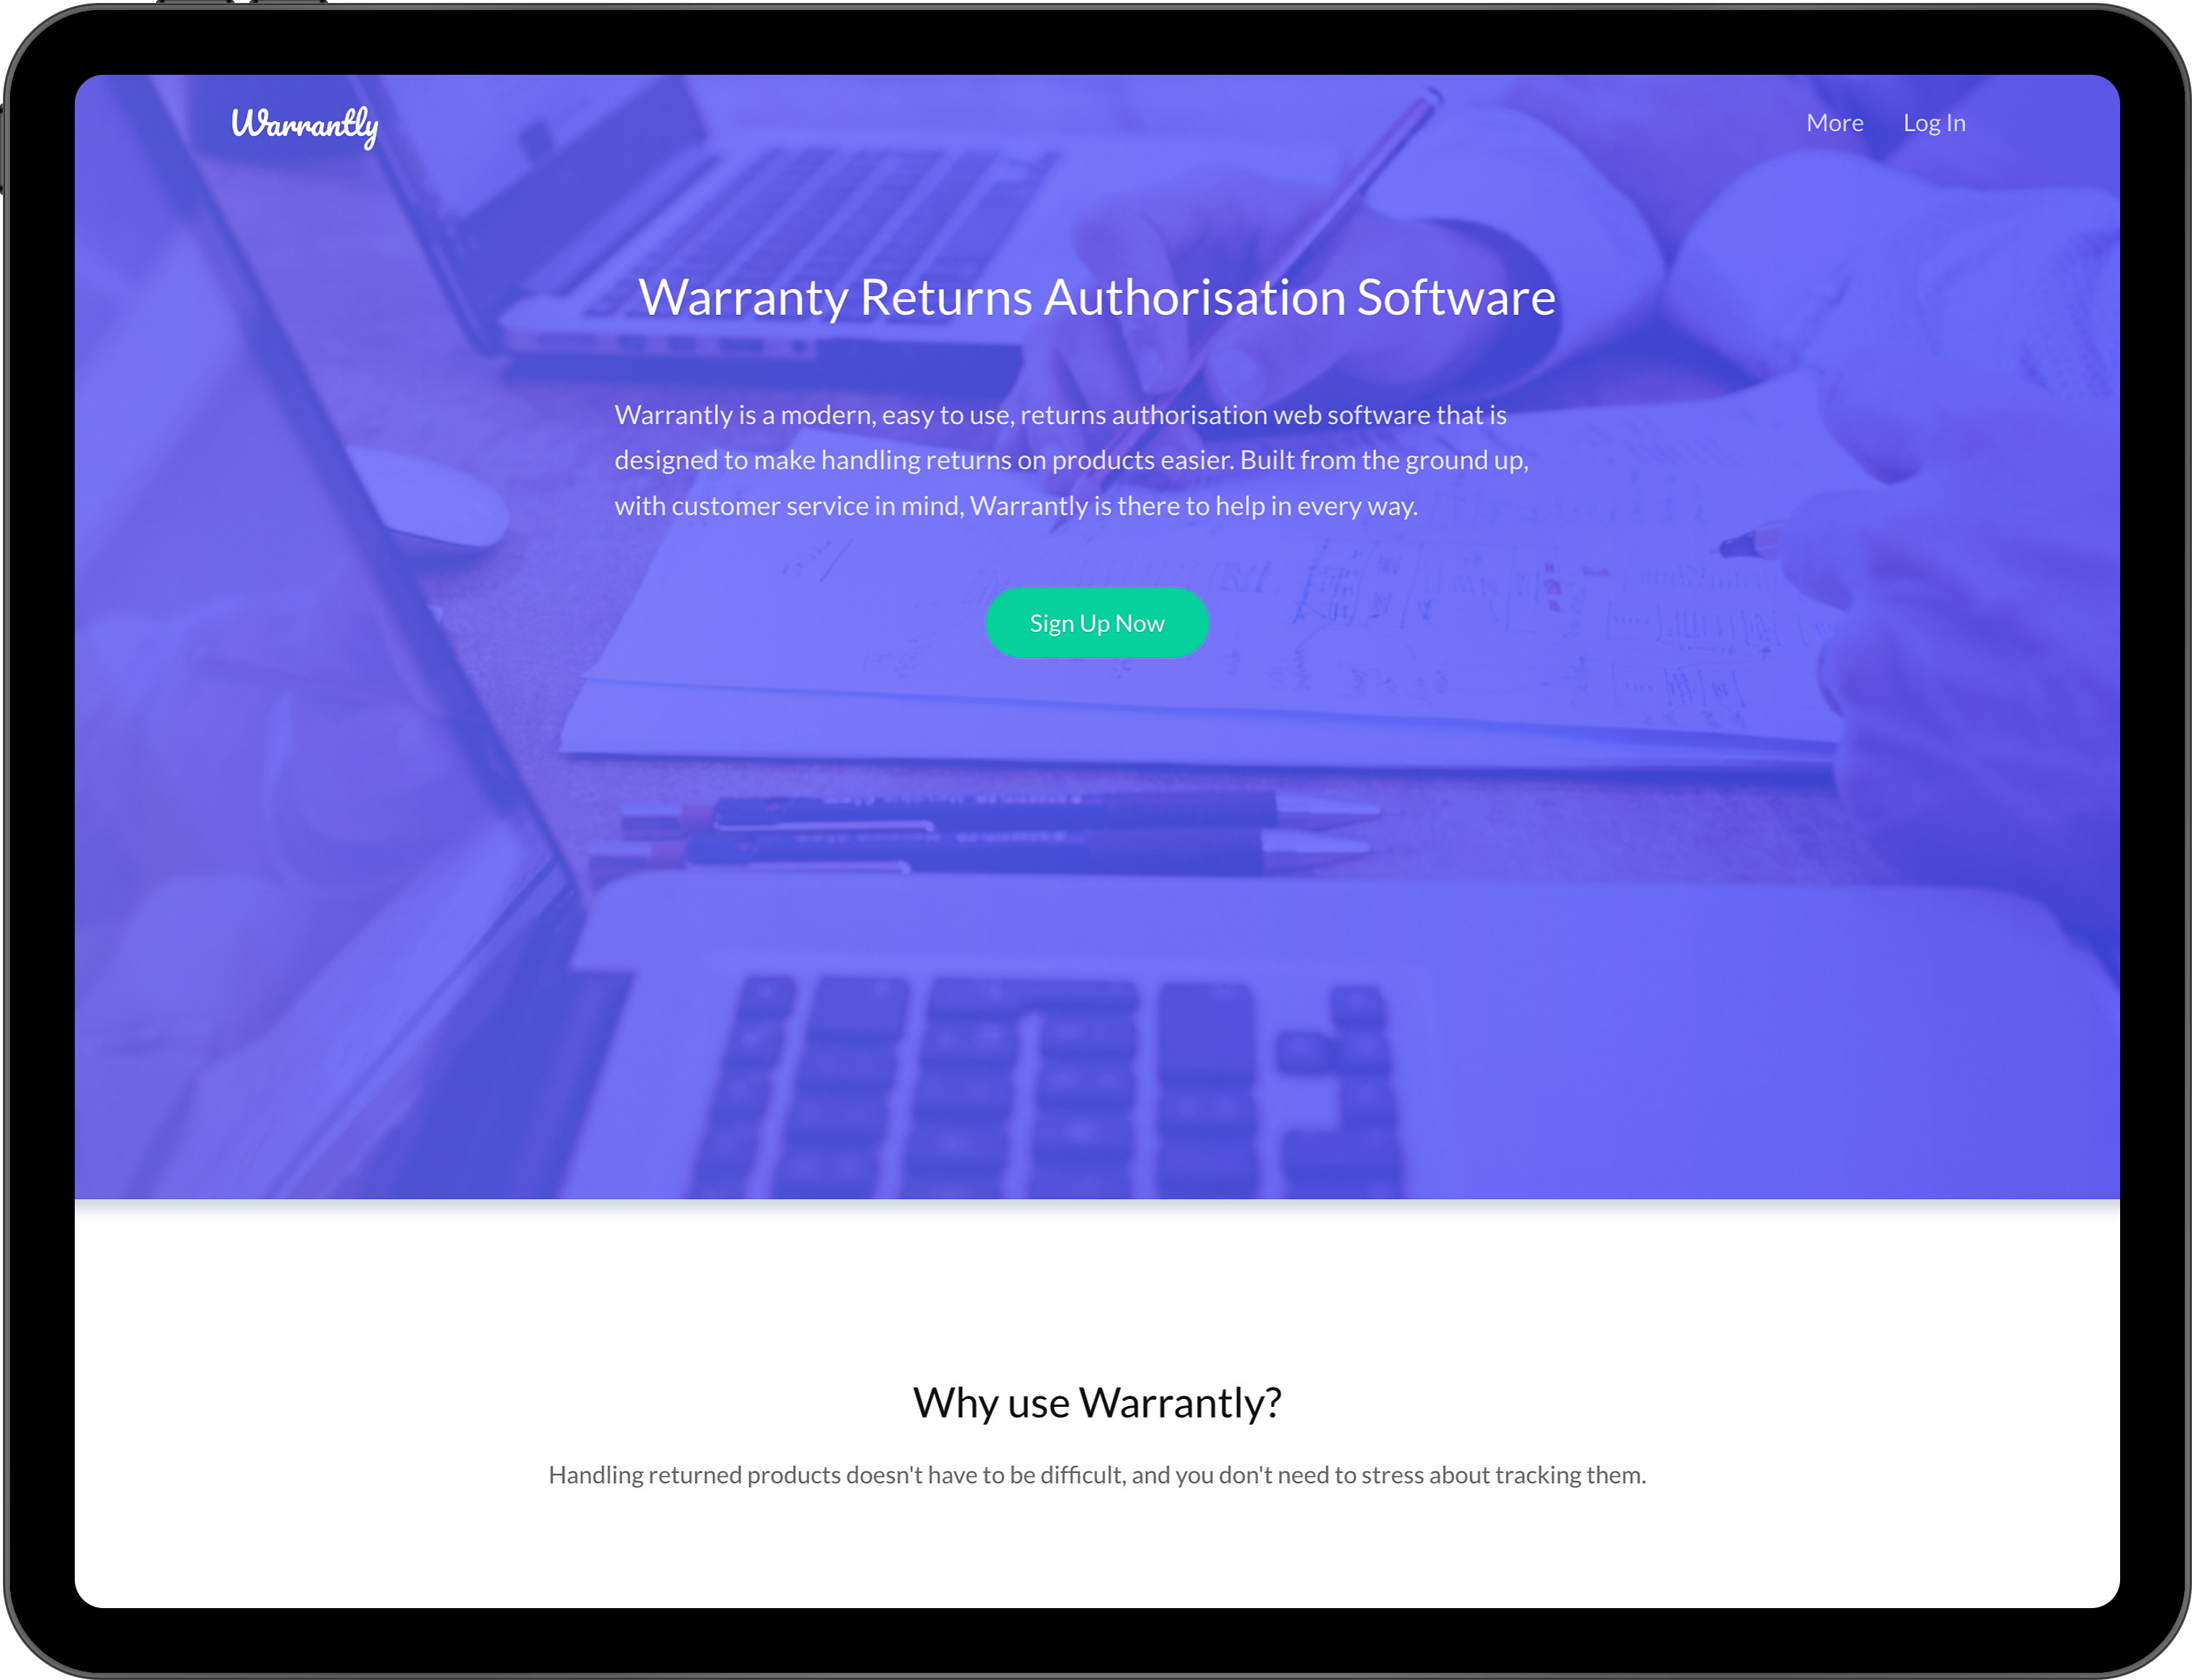 Warrantly
More
Log In
Warranty Returns Authorisation Software
Warrantly is a modern, easy to use, returns authorisation web software that is
designed to make handling returns on products easier. Built from the ground up,
with customer service in mind, Warrantly is there to help in every way.
Sign Up Now
Why use Warrantly?
Handling returned products doesn't have to be difficult, and you don't need to stress about tracking them.